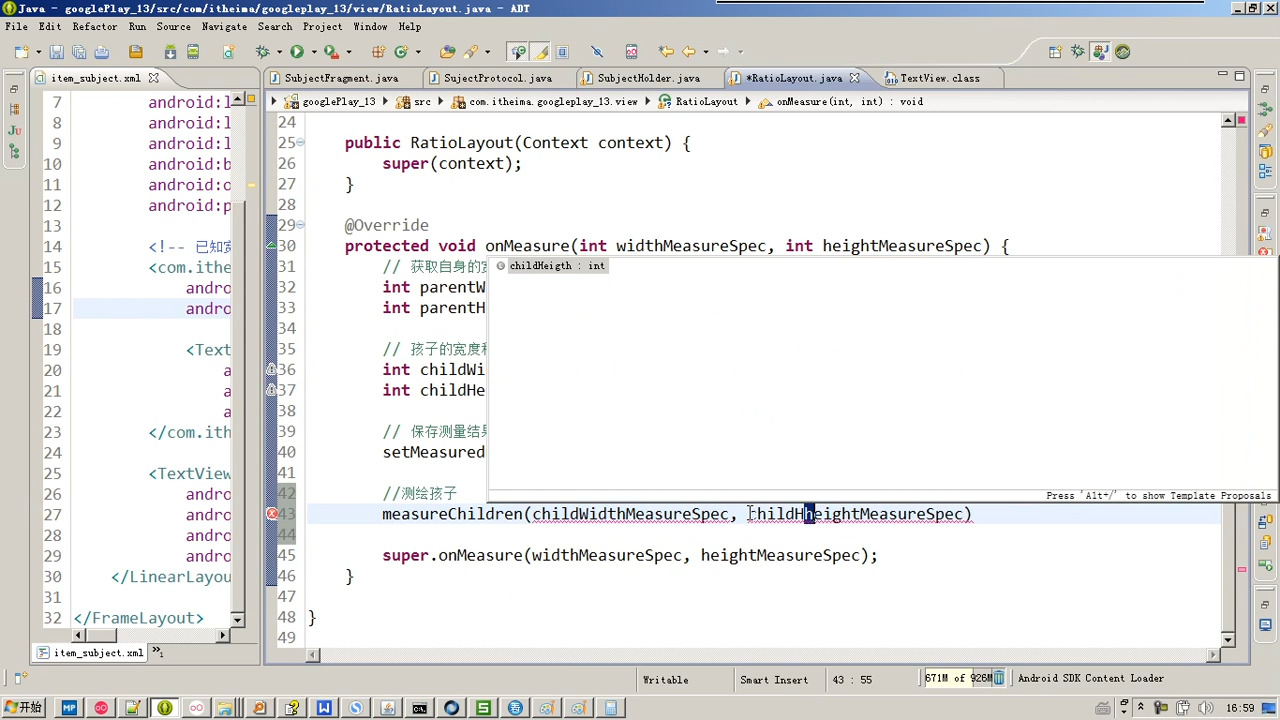 Java - googlePlay_13/src/com/itheima/googleplay_13/view/RatioLayout.java - ADT
File Edit Refactor Run Source Navigate Search Project Window Help
item_subject.xml
SubjectFragment.java SujectProtocol.java SubjectHolder.java *RatioLayout.java TextView.class
googlePlay_13 src com.itheima.googleplay_13.view RatioLayout onMeasure(int, int) : void
7 android:l
8 android:l
9 android:l
10 android:b
11 android:o
12 android:p
13
14 <!-- 已知宽
15 <com.ithe
16 andro
17 andro
18
19 <Text
20 a
21 a
22 a
23 </com.ith
24
25 <TextView
26 andro
27 andro
28 andro
29 andro
30 </LinearLayou
31
32 </FrameLayout>
item_subject.xml »1
24
25 public RatioLayout(Context context) {
26 super(context);
27 }
28
29 @Override
30 protected void onMeasure(int widthMeasureSpec, int heightMeasureSpec) {
31 // 获取自身的宽
32 int parentW
33 int parentH
34
35 // 孩子的宽度和
36 int childWi
37 int childHe
38
39 // 保存测量结果
40 setMeasured
41
42 //测绘孩子
43 measureChildren(childWidthMeasureSpec, childHheightMeasureSpec)
44
45 super.onMeasure(widthMeasureSpec, heightMeasureSpec);
46 }
47
48 }
49
childHeigth : int
Press 'Alt+/' to show Template Proposals
Writable Smart Insert 43 : 55 671M of 926M Android SDK Content Loader
开始 16:59